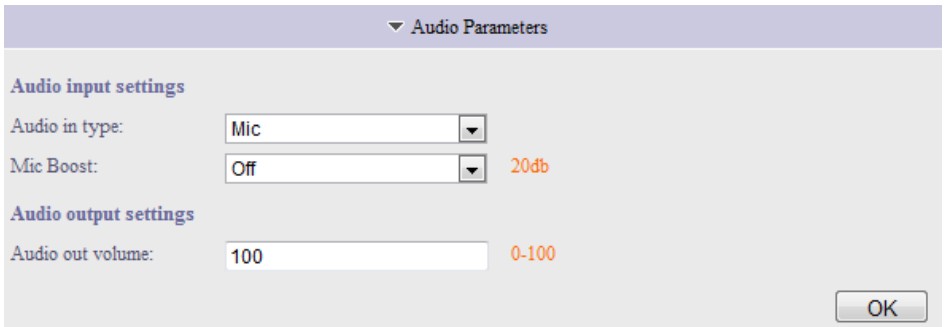 Audio Parameters
Audio input settings
Audio in type: Mic
Mic Boost: Off 20db
Audio output settings
Audio out volume: 100 0-100
OK